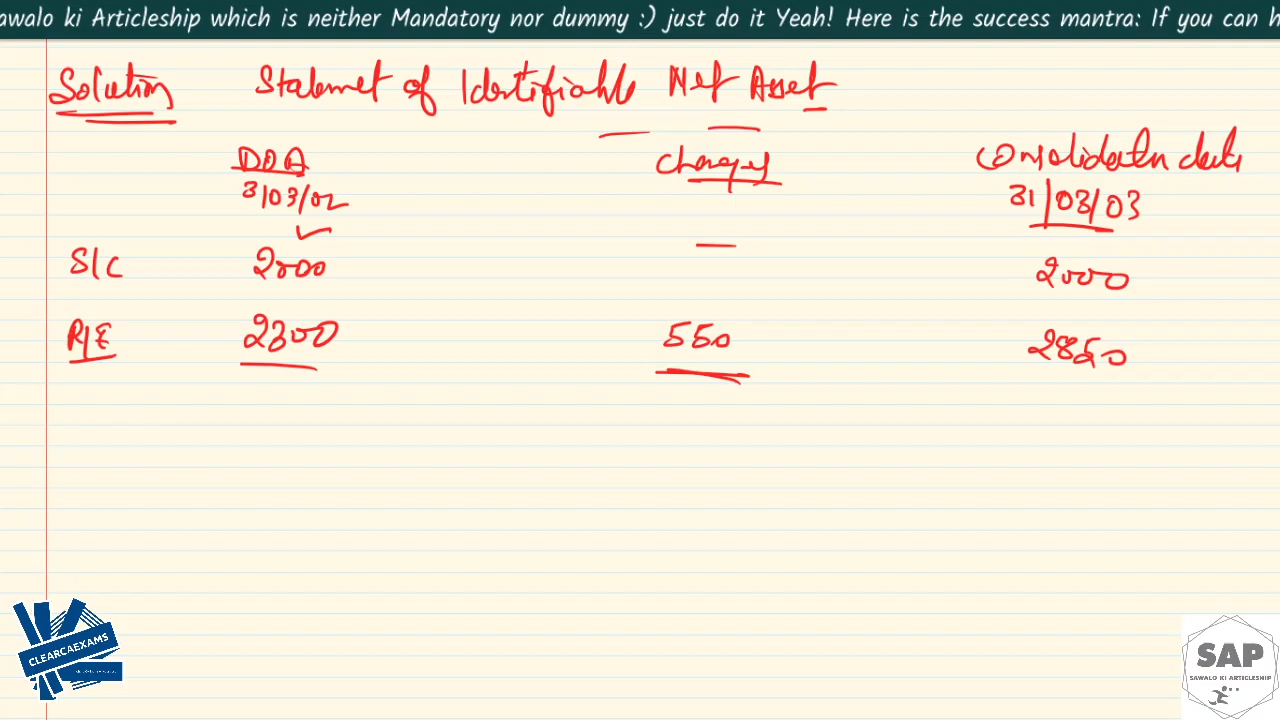 awalo ki Articleship which is neither Mandatory nor dummy :) just do it Yeah! Here is the success mantra: If you can h
Solution Statement of Identifiable Net Asset
DOA Changes Consolidation date
31/03/02 31/03/03
S/C 2000 — 2000
R/E 2300 550 2850
CLEARCAEXAMS
SAP
SAWALO KI ARTICLESHIP